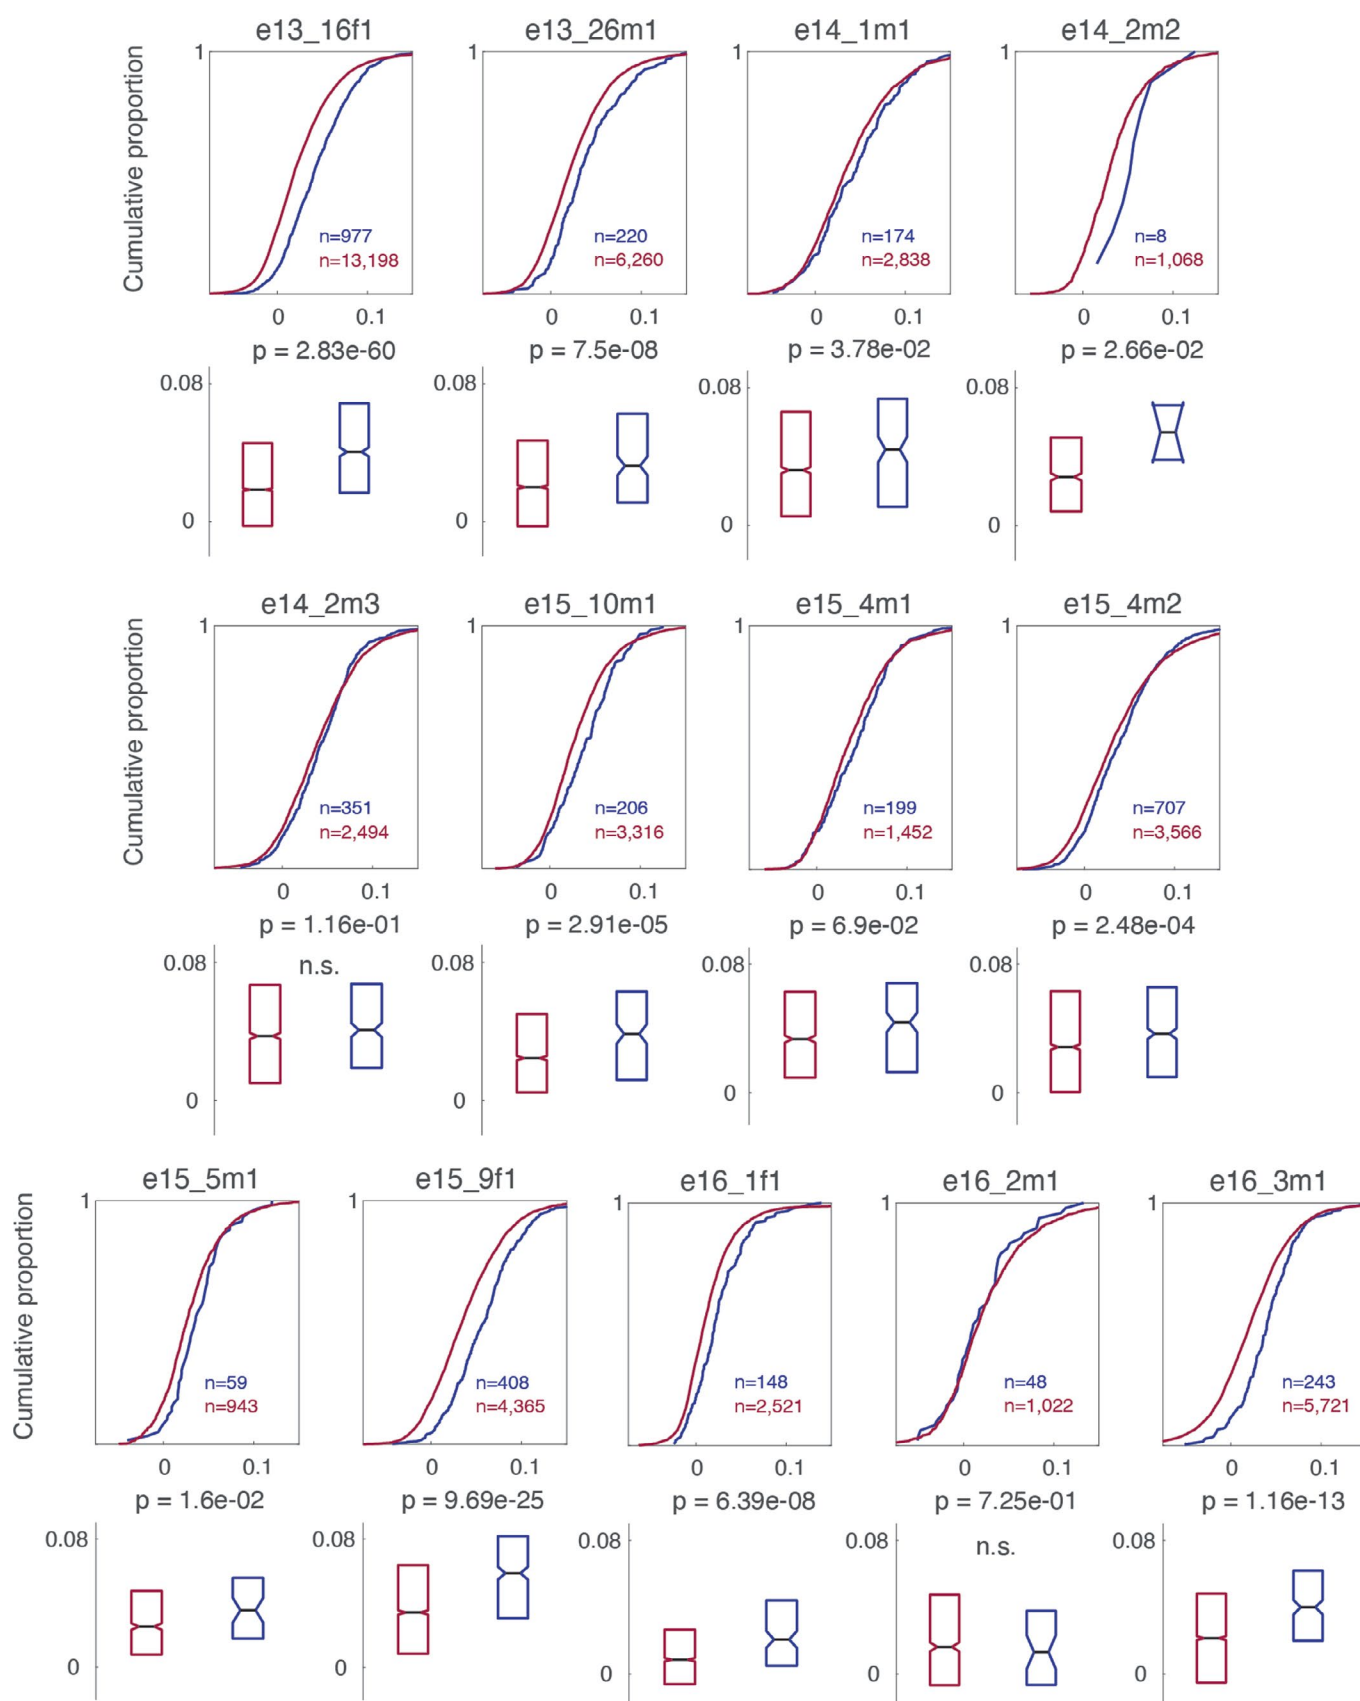 e13_16f1 e13_26m1 e14_1m1 e14_2m2
Cumulative proportion
1 1 1 1
n=977 n=220 n=174 n=8
n=13,198 n=6,260 n=2,838 n=1,068
0 0.1 0 0.1 0 0.1 0 0.1
p = 2.83e-60 p = 7.5e-08 p = 3.78e-02 p = 2.66e-02
0.08 0.08 0.08 0.08
0 0 0 0
e14_2m3 e15_10m1 e15_4m1 e15_4m2
Cumulative proportion
1 1 1 1
n=351 n=206 n=199 n=707
n=2,494 n=3,316 n=1,452 n=3,566
0 0.1 0 0.1 0 0.1 0 0.1
p = 1.16e-01 p = 2.91e-05 p = 6.9e-02 p = 2.48e-04
0.08 n.s. 0.08 0.08 0.08
0 0 0 0
e15_5m1 e15_9f1 e16_1f1 e16_2m1 e16_3m1
Cumulative proportion
1 1 1 1 1
n=59 n=408 n=148 n=48 n=243
n=943 n=4,365 n=2,521 n=1,022 n=5,721
0 0.1 0 0.1 0 0.1 0 0.1 0 0.1
p = 1.6e-02 p = 9.69e-25 p = 6.39e-08 p = 7.25e-01 p = 1.16e-13
0.08 0.08 0.08 0.08 n.s. 0.08
0 0 0 0 0